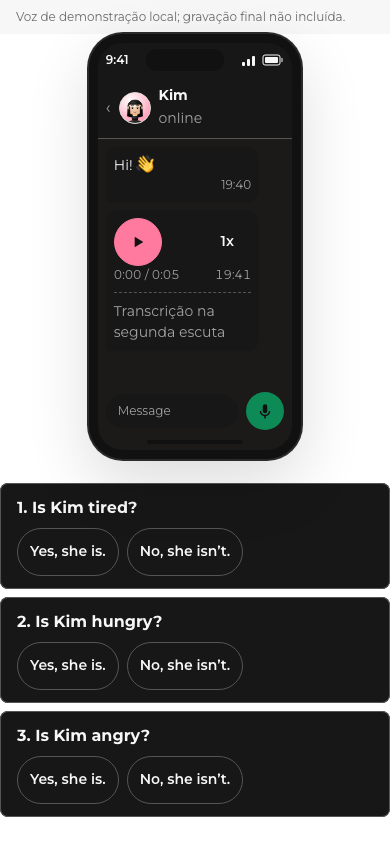 Voz de demonstração local; gravação final não incluída.
9:41
‹ Kim
online
Hi! 👋
19:40
1x
0:00 / 0:05 19:41
Transcrição na
segunda escuta
Message
1. Is Kim tired?
Yes, she is. No, she isn’t.
2. Is Kim hungry?
Yes, she is. No, she isn’t.
3. Is Kim angry?
Yes, she is. No, she isn’t.